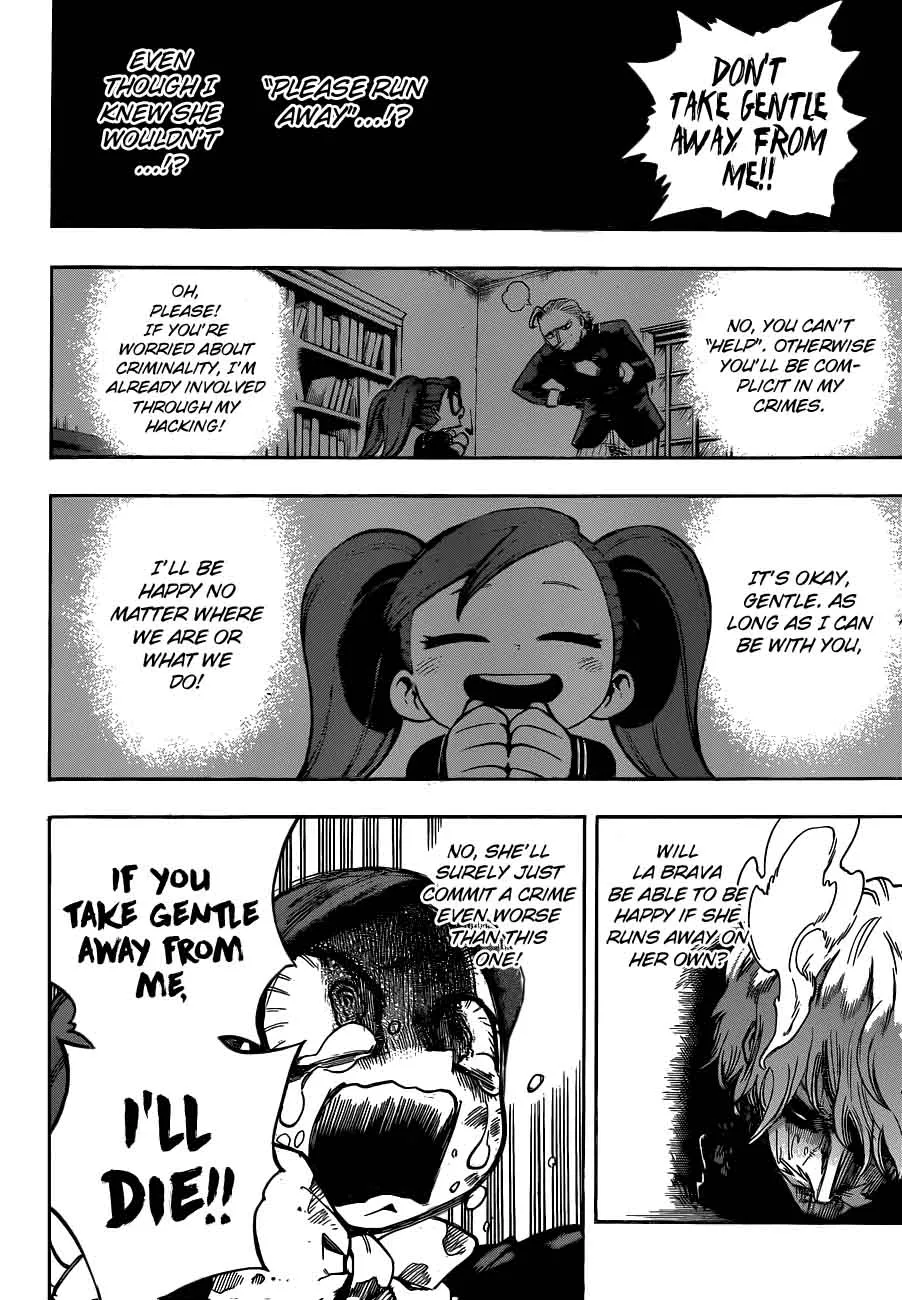 DON'T
TAKE GENTLE
AWAY FROM
ME!!
"PLEASE RUN
AWAY"...!?
EVEN
THOUGH I
KNEW SHE
WOULDN'T
...!?
NO, YOU CAN'T
"HELP". OTHERWISE
YOU'LL BE COM-
PLICIT IN MY
CRIMES.
OH,
PLEASE!
IF YOU'RE
WORRIED ABOUT
CRIMINALITY, I'M
ALREADY INVOLVED
THROUGH MY
HACKING!
IT'S OKAY,
GENTLE. AS
LONG AS I CAN
BE WITH YOU,
I'LL BE
HAPPY NO
MATTER WHERE
WE ARE OR
WHAT WE
DO!
WILL
LA BRAVA
BE ABLE TO BE
HAPPY IF SHE
RUNS AWAY ON
HER OWN?
NO, SHE'LL
SURELY JUST
COMMIT A CRIME
EVEN WORSE
THAN THIS
ONE!
IF YOU
TAKE GENTLE
AWAY FROM
ME,
I'LL
DIE!!